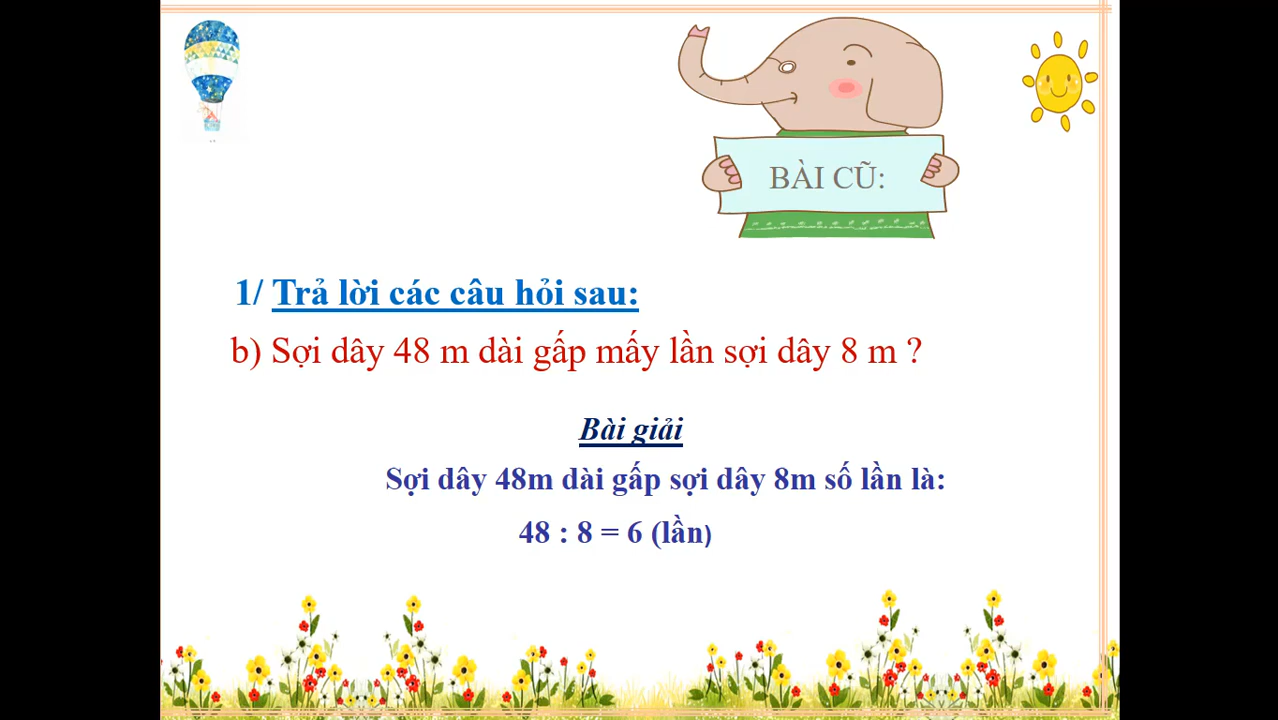 BÀI CŨ:
1/ Trả lời các câu hỏi sau:
b) Sợi dây 48 m dài gấp mấy lần sợi dây 8 m ?
Bài giải
Sợi dây 48m dài gấp sợi dây 8m số lần là:
48 : 8 = 6 (lần)